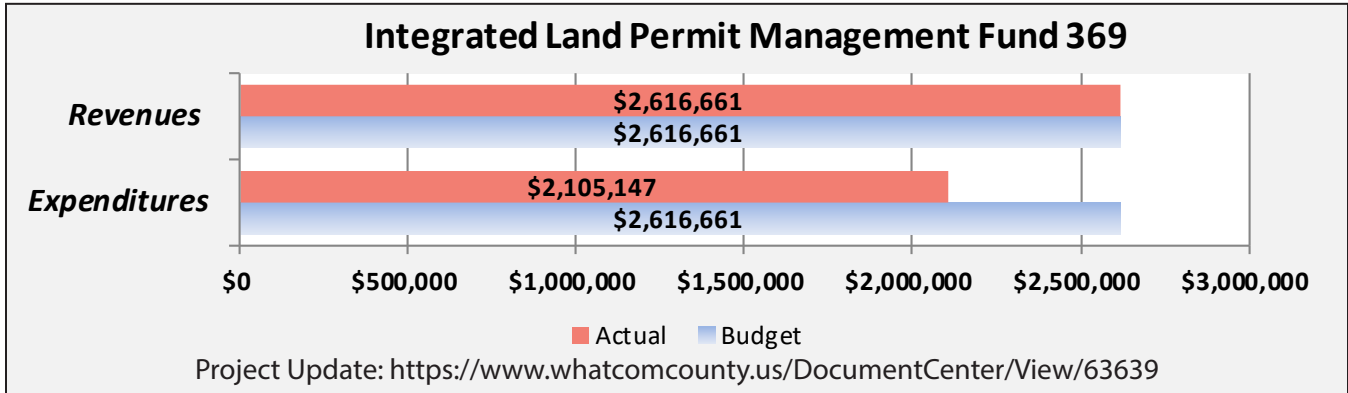 Integrated Land Permit Management Fund 369
Revenues
$2,616,661
$2,616,661
Expenditures
$2,105,147
$2,616,661
$0 $500,000 $1,000,000 $1,500,000 $2,000,000 $2,500,000 $3,000,000
Actual Budget
Project Update: https://www.whatcomcounty.us/DocumentCenter/View/63639